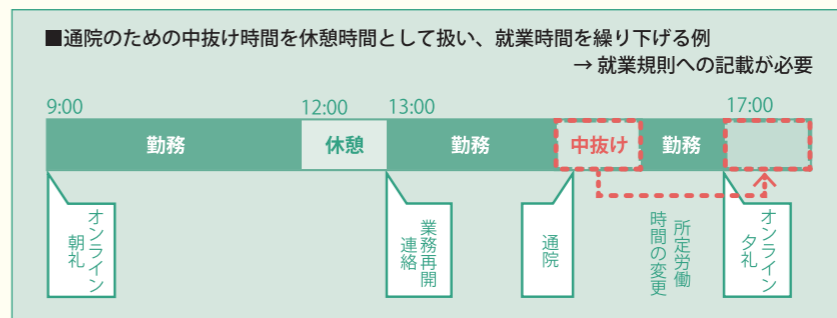 ■通院のための中抜け時間を休憩時間として扱い、就業時間を繰り下げる例
→ 就業規則への記載が必要
9:00
12:00
13:00
17:00
勤務
休憩
勤務
中抜け
勤務
オンライン
朝礼
業務再開
連絡
通院
所定労働
時間の変更
オンライン
夕礼